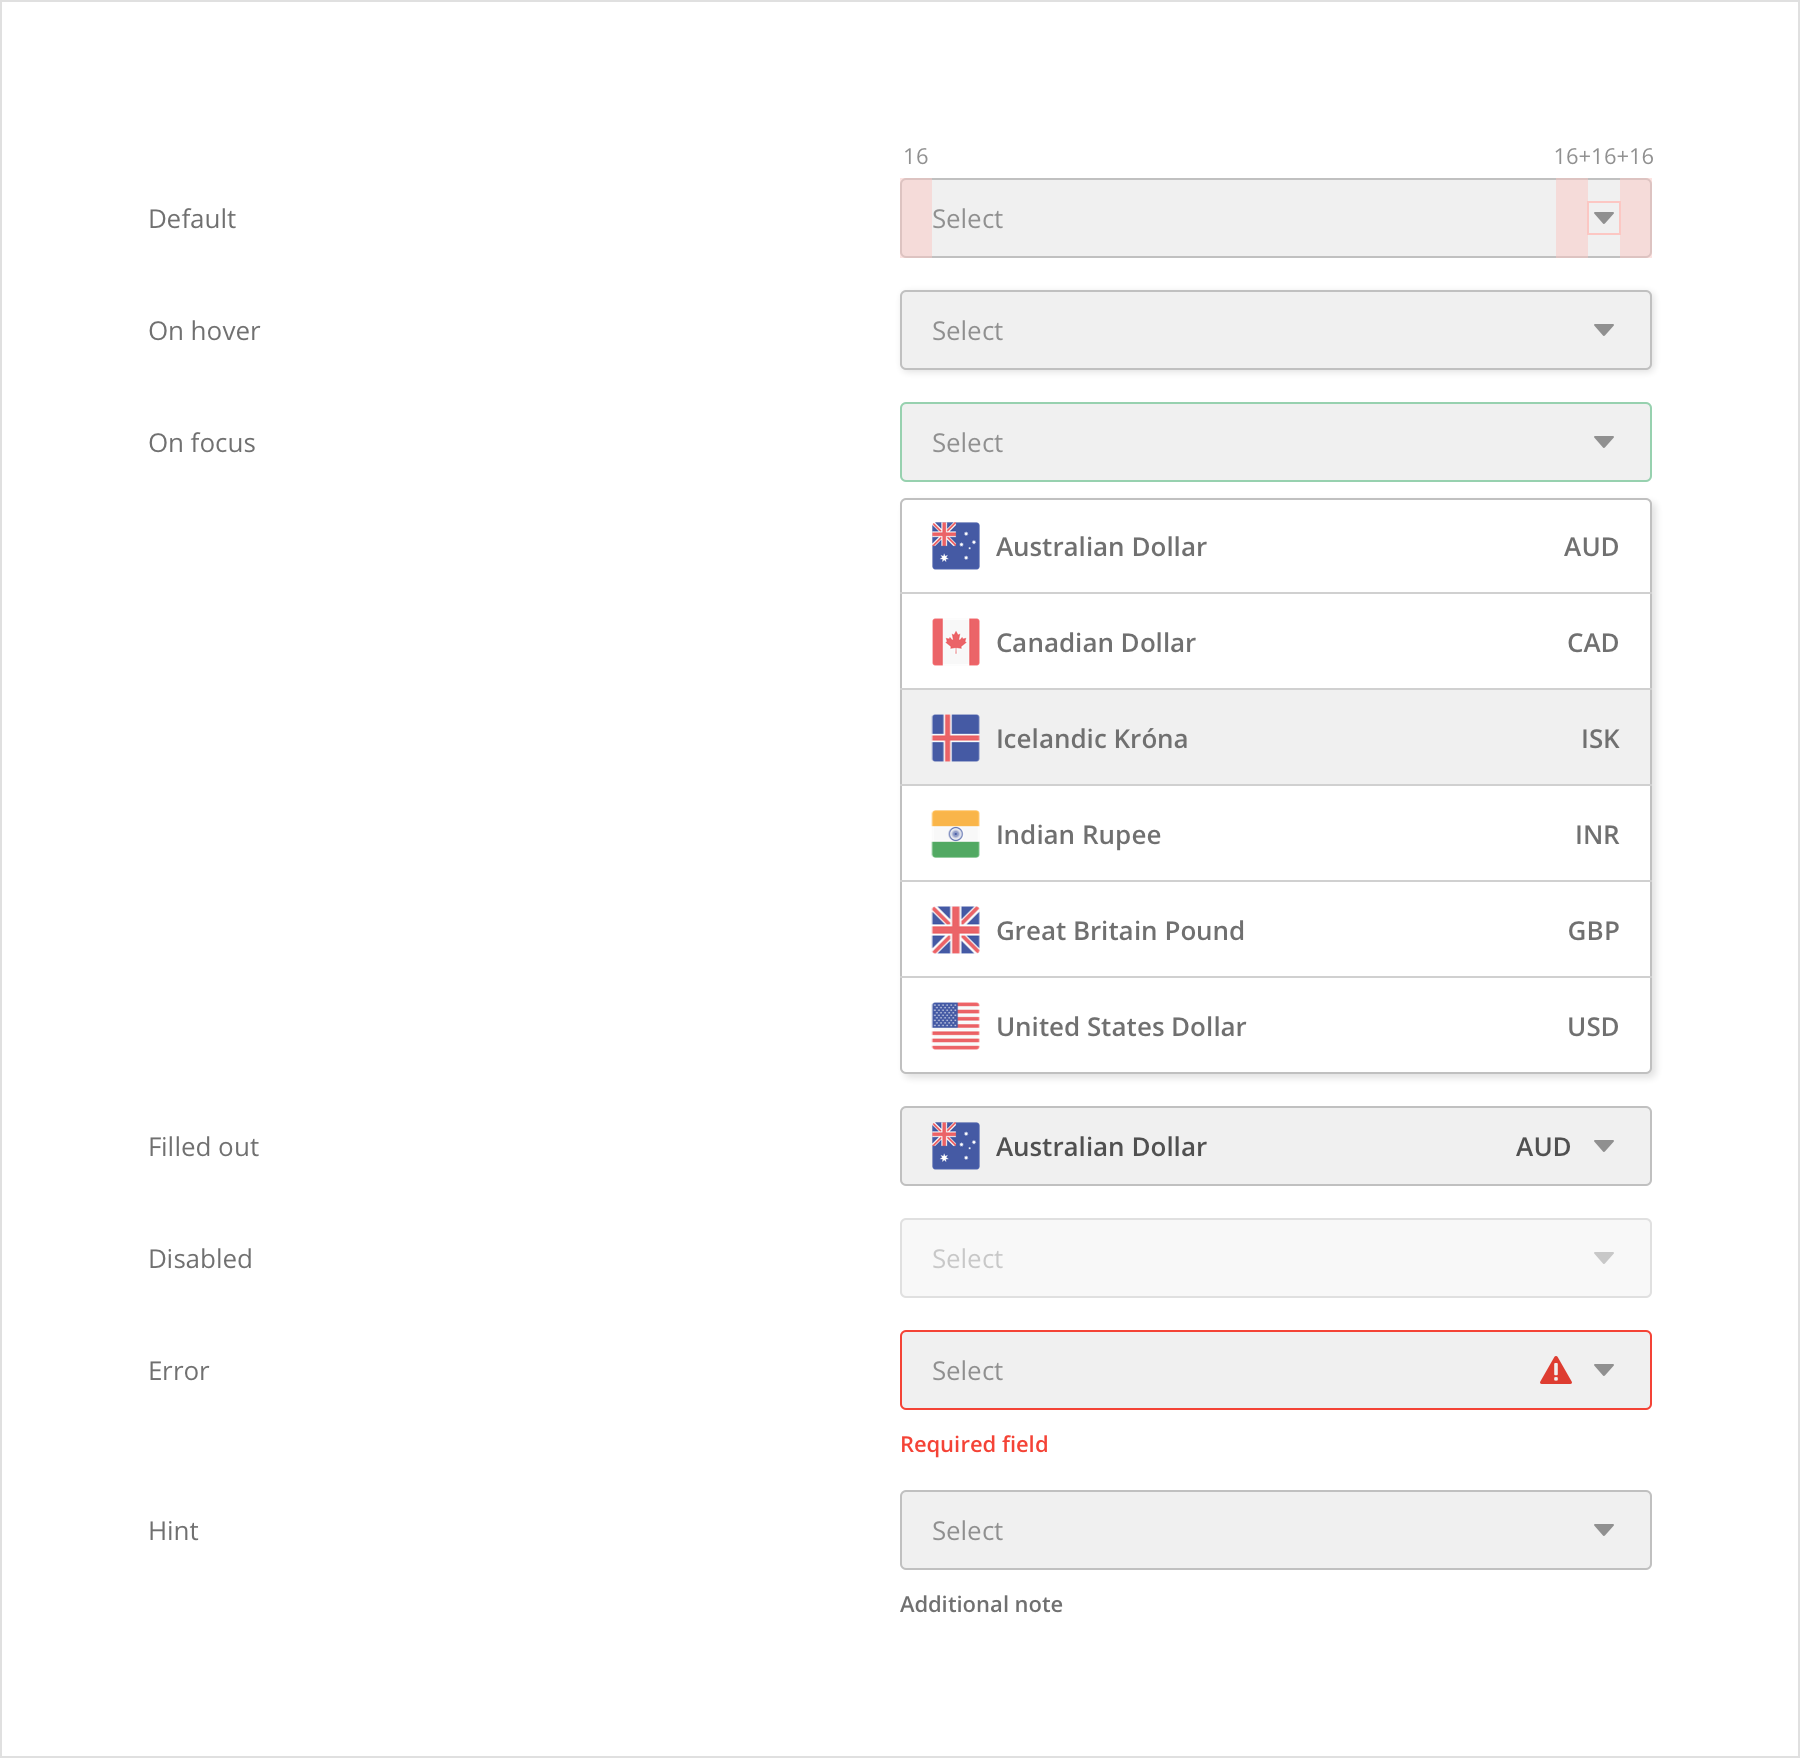 16 16+16+16
Default Select
On hover Select
On focus Select
Australian Dollar AUD
Canadian Dollar CAD
Icelandic Króna ISK
Indian Rupee INR
Great Britain Pound GBP
United States Dollar USD
Filled out Australian Dollar AUD
Disabled Select
Error Select
Required field
Hint Select
Additional note